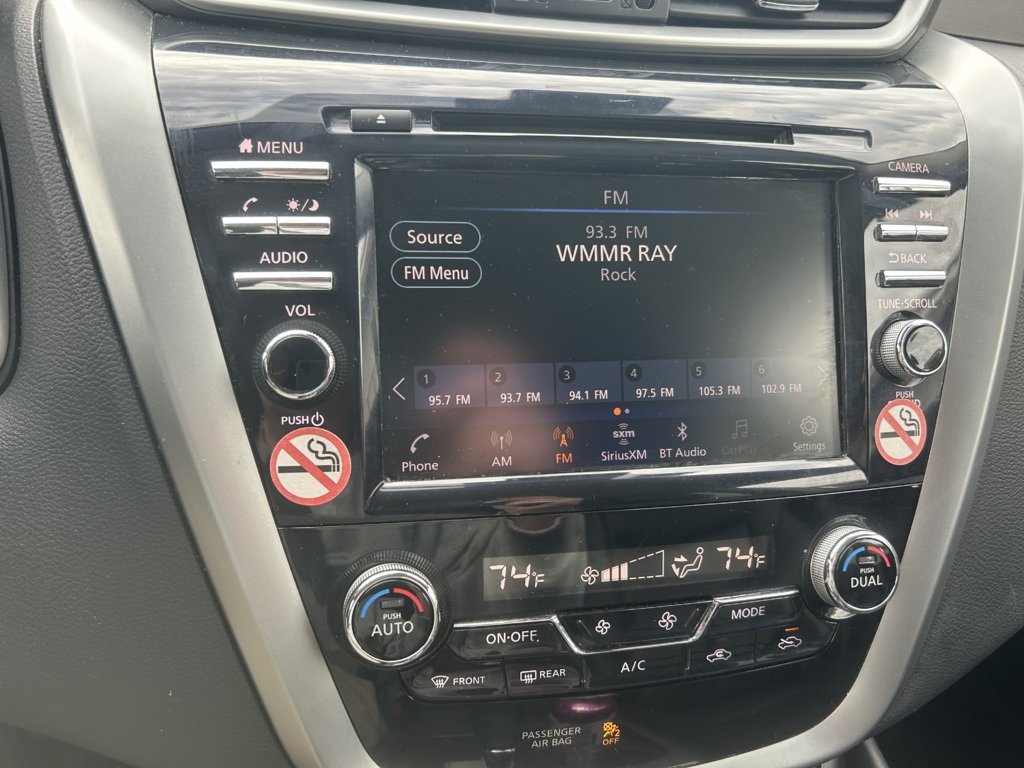 MENU
CAMERA
AUDIO
BACK
VOL
TUNE·SCROLL
PUSH
PUSH
FM
Source
93.3 FM
WMMR RAY
FM Menu
Rock
1 2 3 4 5 6
95.7 FM 93.7 FM 94.1 FM 97.5 FM 105.3 FM 102.9 FM
sxm
Phone AM FM SiriusXM BT Audio CarPlay Settings
74°F 74°F
PUSH
AUTO
PUSH
DUAL
ON·OFF
MODE
FRONT REAR A/C
PASSENGER
AIR BAG
2
OFF